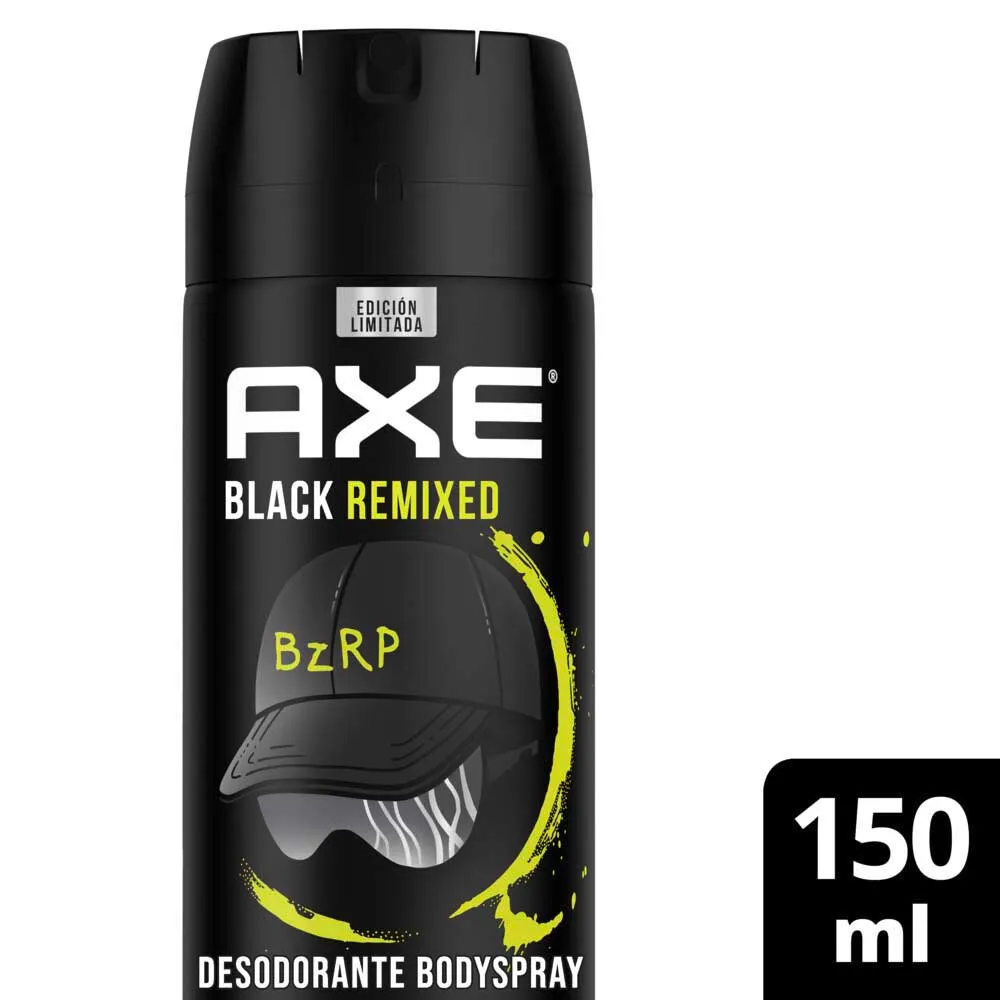 EDICIÓN
LIMITADA
AXE®
BLACK REMIXED
BzRP
DESODORANTE BODYSPRAY
150
ml